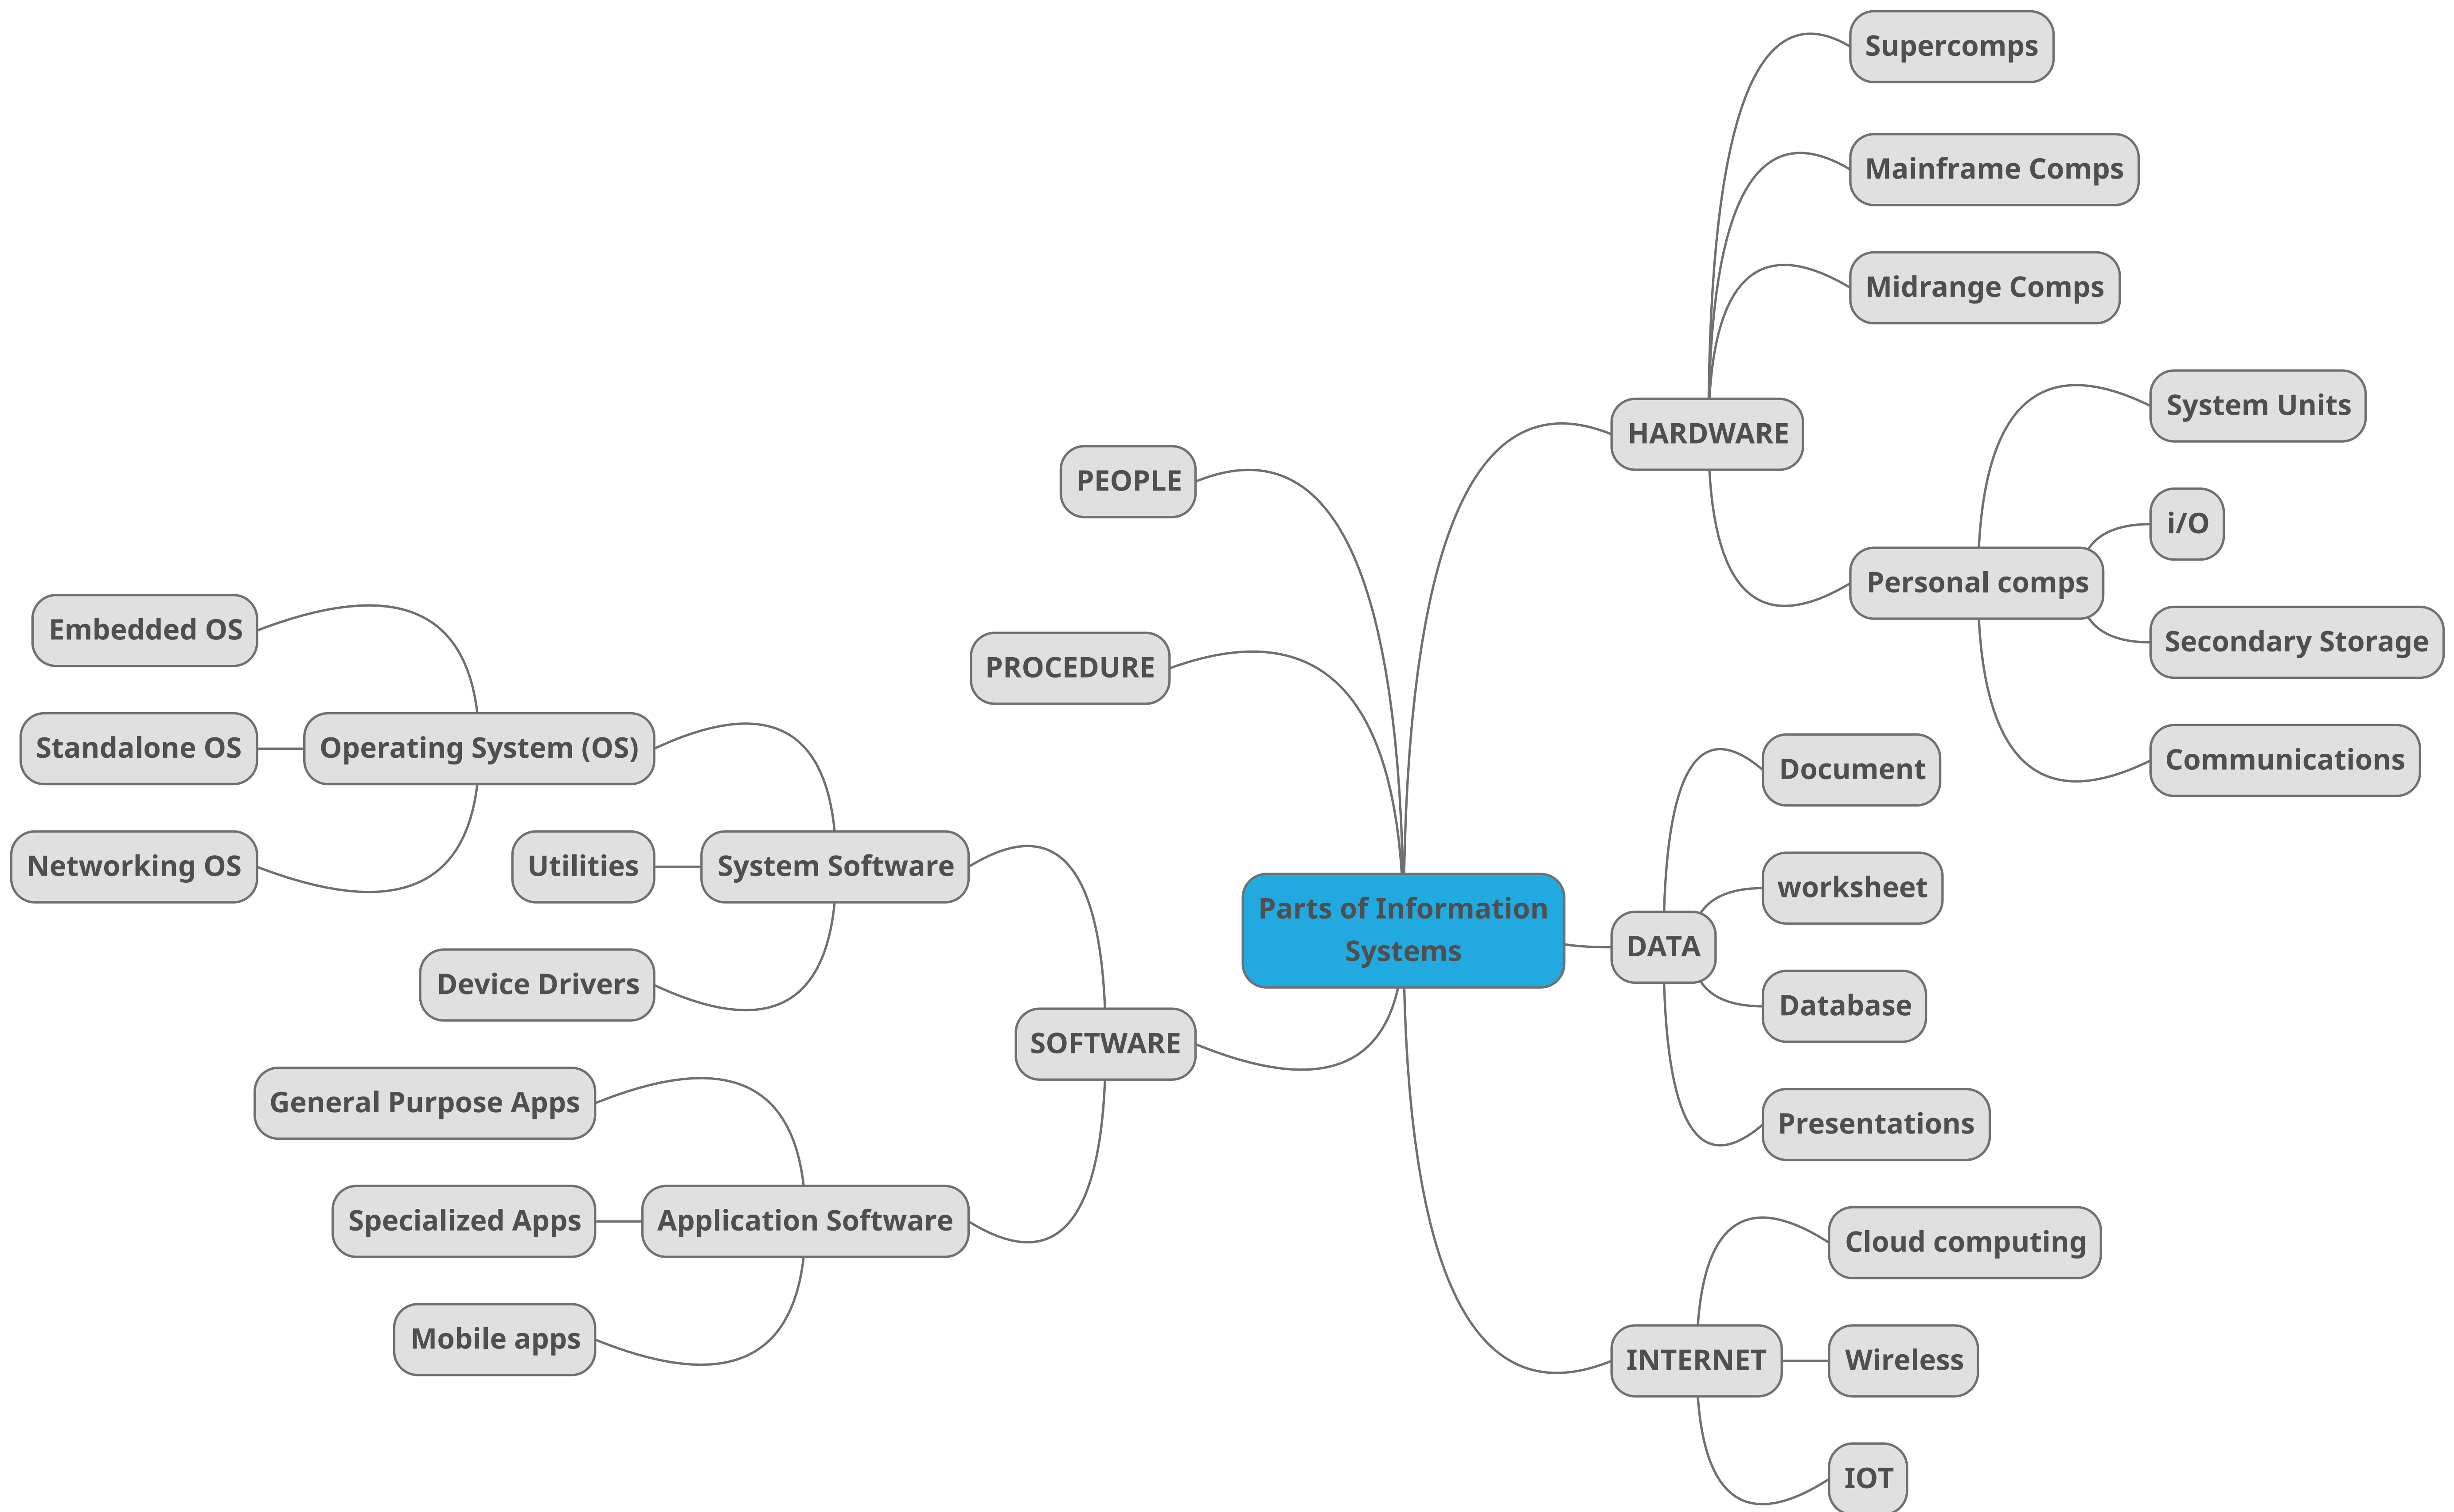 Supercomps
Mainframe Comps
Midrange Comps
System Units
HARDWARE
PEOPLE
i/O
Personal comps
Embedded OS
Secondary Storage
PROCEDURE
Standalone OS
Operating System (OS)
Communications
Document
Networking OS
Utilities
System Software
worksheet
Parts of Information
Systems
DATA
Device Drivers
Database
SOFTWARE
General Purpose Apps
Presentations
Specialized Apps
Application Software
Cloud computing
Mobile apps
INTERNET
Wireless
IOT